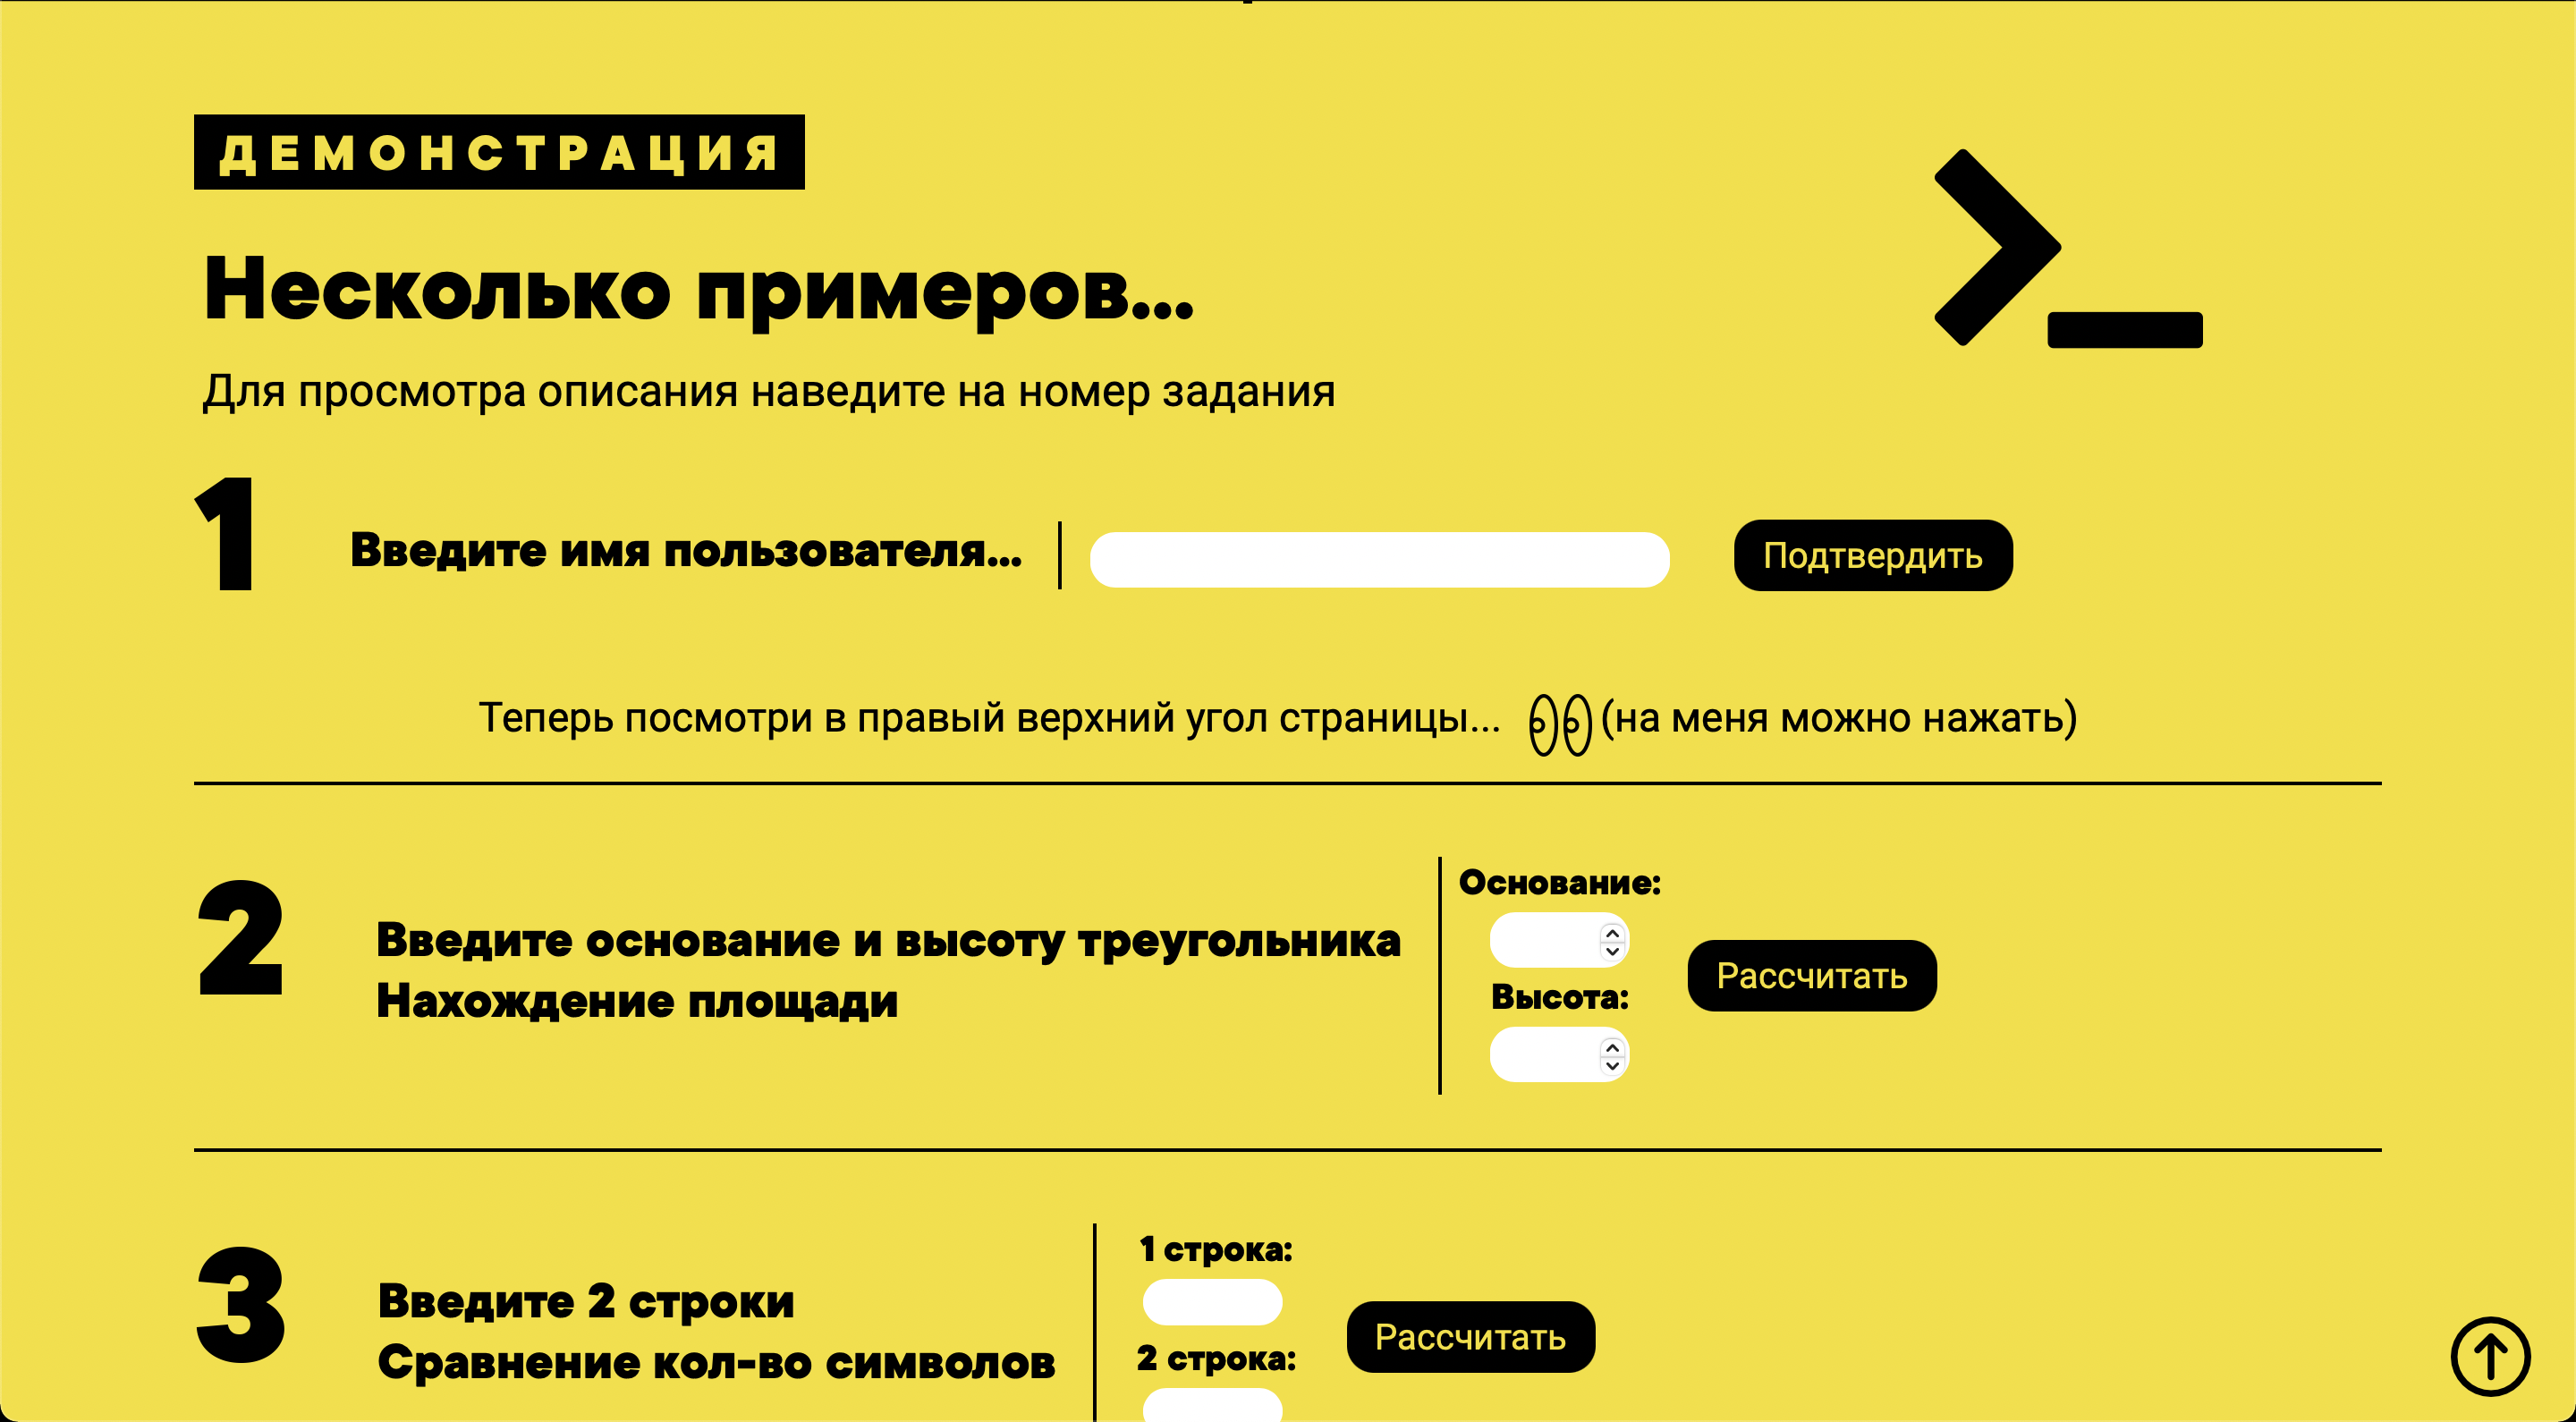 ДЕМОНСТРАЦИЯ
Несколько примеров...
Для просмотра описания наведите на номер задания
1
Введите имя пользователя...
Подтвердить
Теперь посмотри в правый верхний угол страницы...
(на меня можно нажать)
2
Введите основание и высоту треугольника
Нахождение площади
Основание:
Высота:
Рассчитать
3
Введите 2 строки
Сравнение кол-во символов
1 строка:
2 строка:
Рассчитать